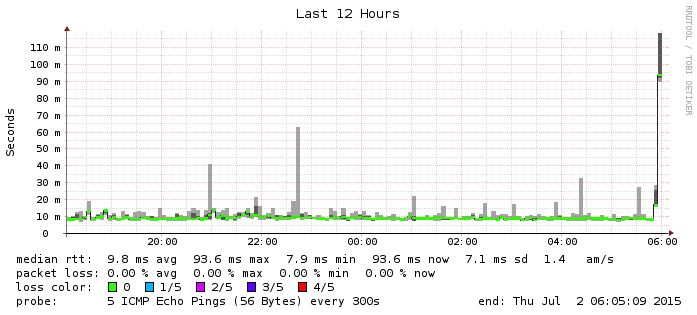 Last 12 Hours
RRDTOOL / TOBI OETIKER
Seconds
110 m
100 m
90 m
80 m
70 m
60 m
50 m
40 m
30 m
20 m
10 m
0
20:00 22:00 00:00 02:00 04:00 06:00
median rtt: 9.8 ms avg 93.6 ms max 7.9 ms min 93.6 ms now 7.1 ms sd 1.4 am/s
packet loss: 0.00 % avg 0.00 % max 0.00 % min 0.00 % now
loss color: 0 1/5 2/5 3/5 4/5
probe: 5 ICMP Echo Pings (56 Bytes) every 300s end: Thu Jul 2 06:05:09 2015